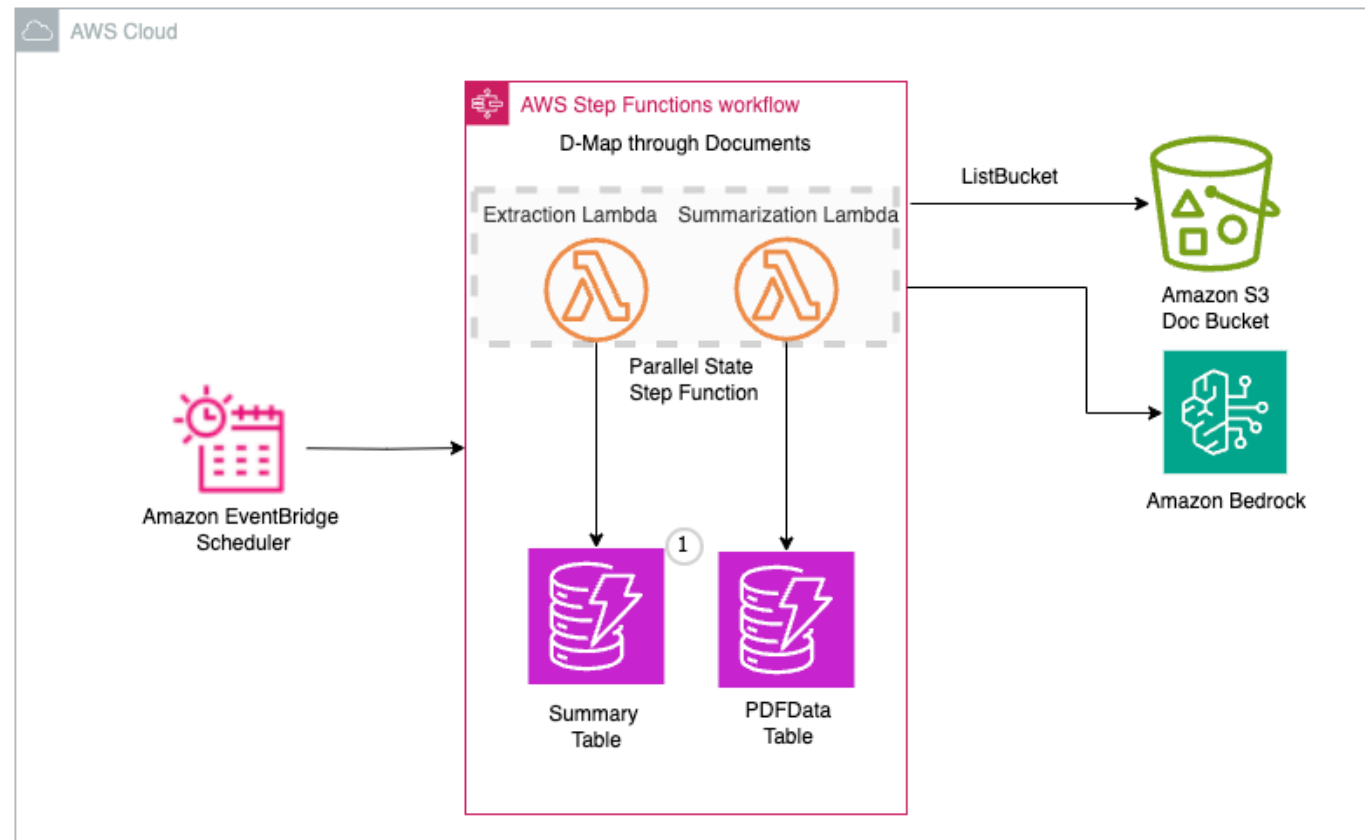 AWS Cloud
AWS Step Functions workflow
D-Map through Documents
ListBucket
Extraction Lambda
Summarization Lambda
Amazon S3
Doc Bucket
Parallel State
Step Function
Amazon Bedrock
Amazon EventBridge
Scheduler
1
Summary
Table
PDFData
Table